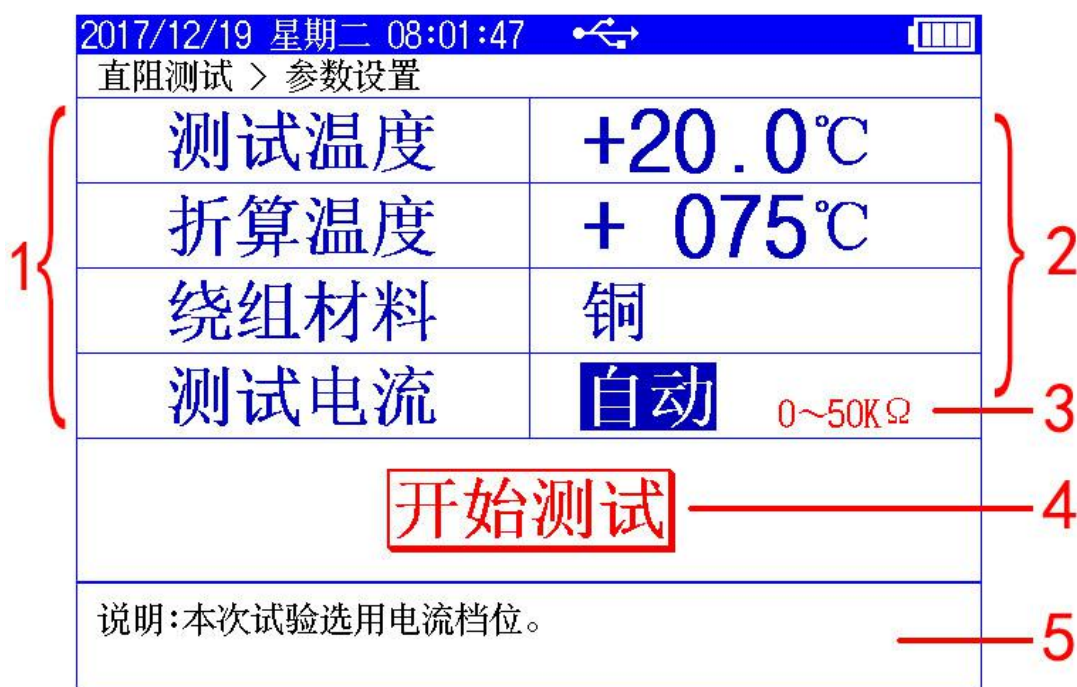 2017/12/19 星期二 08:01:47
直阻测试 > 参数设置
测试温度 +20.0℃
折算温度 + 075℃
绕组材料 铜
测试电流 自动 0~50KΩ
开始测试
说明:本次试验选用电流档位。
1
2
3
4
5